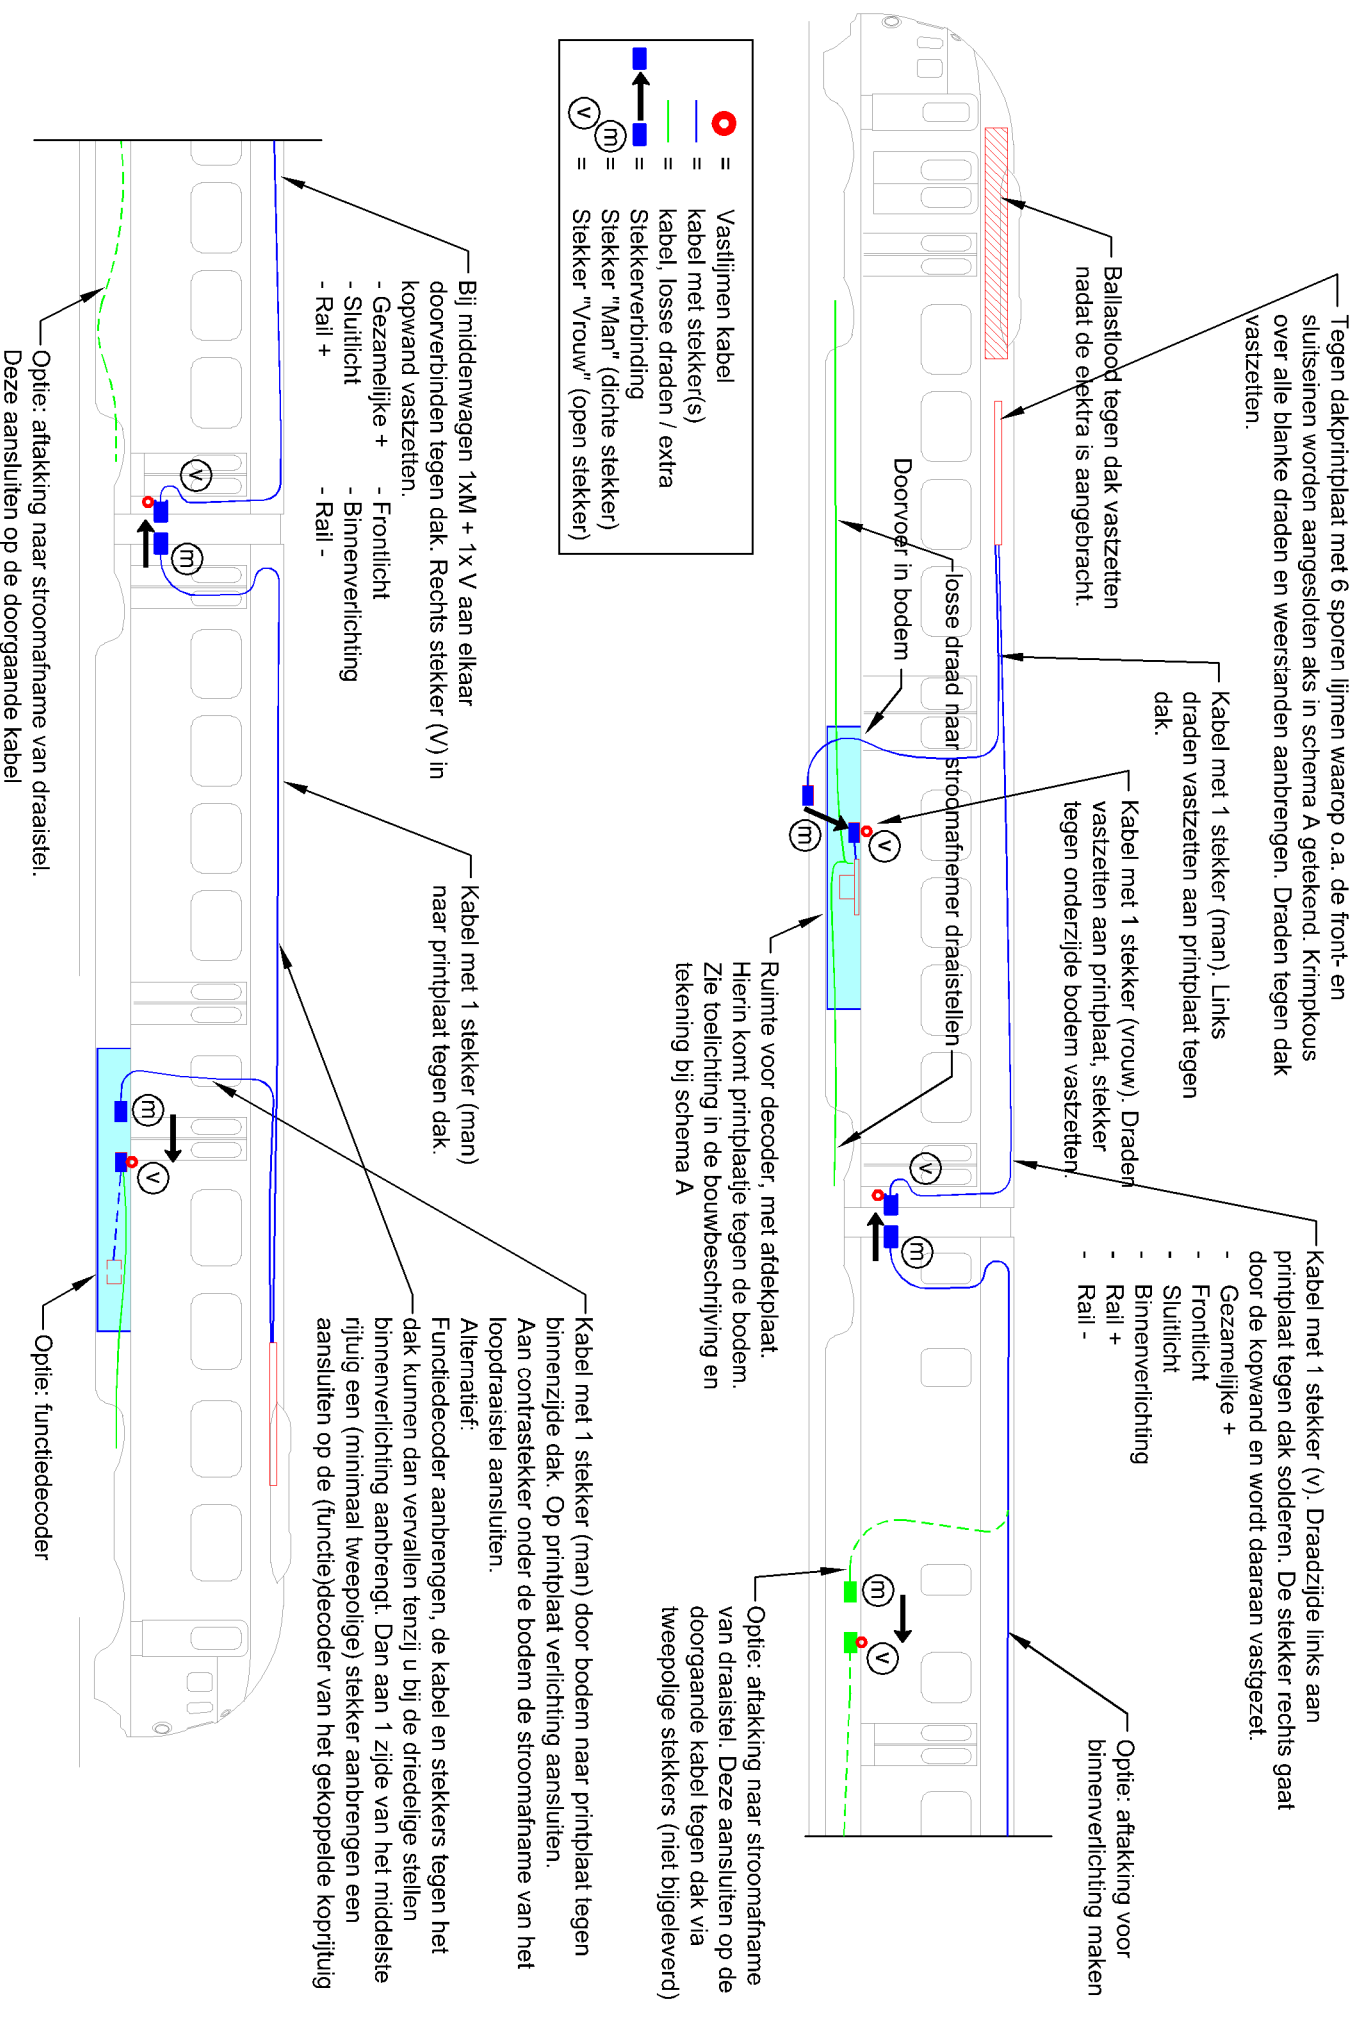 Tegen dakprintplaat met 6 sporen lijmen waarop o.a. de front- en
sluitseinen worden aangesloten aks in schema A getekend. Krimpkous
over alle blanke draden en weerstanden aanbrengen. Draden tegen dak
vastzetten.
Ballastlood tegen dak vastzetten
nadat de elektra is aangebracht.
Kabel met 1 stekker (man). Links
draden vastzetten aan printplaat tegen
dak.
Kabel met 1 stekker (vrouw). Draden
vastzetten aan printplaat, stekker
tegen onderzijde bodem vastzetten.
Kabel met 1 stekker (v). Draadzijde links aan
printplaat tegen dak solderen. De stekker rechts gaat
door de kopwand en wordt daaraan vastgezet.
- Gezamelijke +
- Frontlicht
- Sluitlicht
- Binnenverlichting
- Rail +
- Rail -
Optie: aftakking voor
binnenverlichting maken
losse draad naar stroomafnemer draaistellen
Doorvoer in bodem
m
v
v
m
m
v
Ruimte voor decoder, met afdekplaat.
Hierin komt printplaatje tegen de bodem.
Zie toelichting in de bouwbeschrijving en
tekening bij schema A
Optie: aftakking naar stroomafname
van draaistel. Deze aansluiten op de
doorgaande kabel tegen dak via
tweepolige stekkers (niet bijgeleverd)
= Vastlijmen kabel
= kabel met stekker(s)
= kabel, losse draden / extra
= Stekkerverbinding
m = Stekker "Man" (dichte stekker)
v = Stekker "Vrouw" (open stekker)
Bij middenwagen 1xM + 1x V aan elkaar
doorverbinden tegen dak. Rechts stekker (V) in
kopwand vastzetten.
- Gezamelijke + - Frontlicht
- Sluitlicht - Binnenverlichting
- Rail + - Rail -
Kabel met 1 stekker (man)
naar printplaat tegen dak.
Kabel met 1 stekker (man) door bodem naar printplaat tegen
binnenzijde dak. Op printplaat verlichting aansluiten.
Aan contrastekker onder de bodem de stroomafname van het
loopdraaistel aansluiten.
Alternatief:
Functiedecoder aanbrengen, de kabel en stekkers tegen het
dak kunnen dan vervallen tenzij u bij de driedelige stellen
binnenverlichting aanbrengt. Dan aan 1 zijde van het middelste
rijtuig een (minimaal tweepolige) stekker aanbrengen een
aansluiten op de (functie)decoder van het gekoppelde koprijtuig
v
m
m
v
Optie: aftakking naar stroomafname van draaistel.
Deze aansluiten op de doorgaande kabel
Optie: functiedecoder